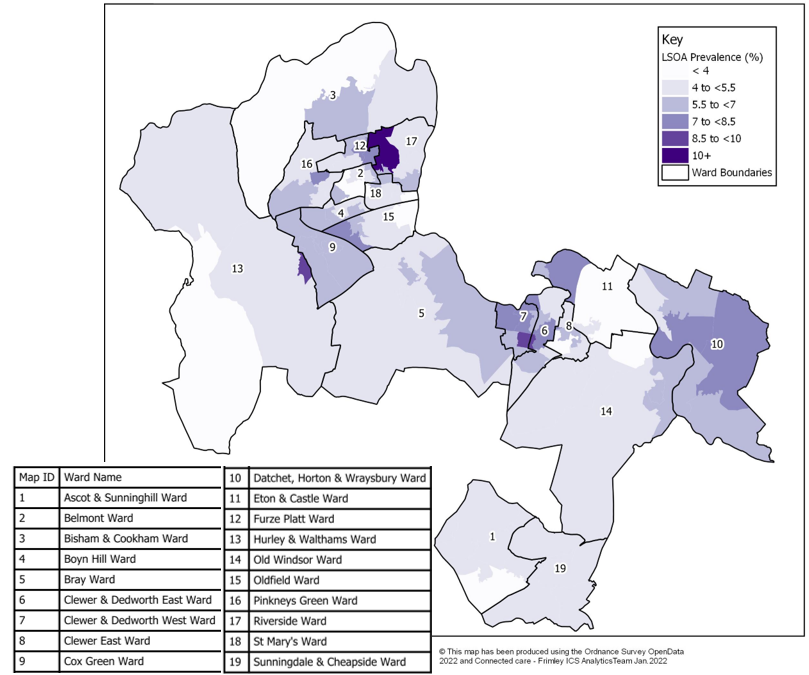 Key
LSOA Prevalence (%)
< 4
4 to <5.5
5.5 to <7
7 to <8.5
8.5 to <10
10+
Ward Boundaries
3
12
17
16
2
18
4
15
9
13
5
7
6
8
11
10
14
1
19
Map ID Ward Name
1 Ascot & Sunninghill Ward
2 Belmont Ward
3 Bisham & Cookham Ward
4 Boyn Hill Ward
5 Bray Ward
6 Clewer & Dedworth East Ward
7 Clewer & Dedworth West Ward
8 Clewer East Ward
9 Cox Green Ward
10 Datchet, Horton & Wraysbury Ward
11 Eton & Castle Ward
12 Furze Platt Ward
13 Hurley & Walthams Ward
14 Old Windsor Ward
15 Oldfield Ward
16 Pinkneys Green Ward
17 Riverside Ward
18 St Mary's Ward
19 Sunningdale & Cheapside Ward
© This map has been produced using the Ordnance Survey OpenData
2022 and Connected care - Frimley ICS AnalyticsTeam Jan.2022